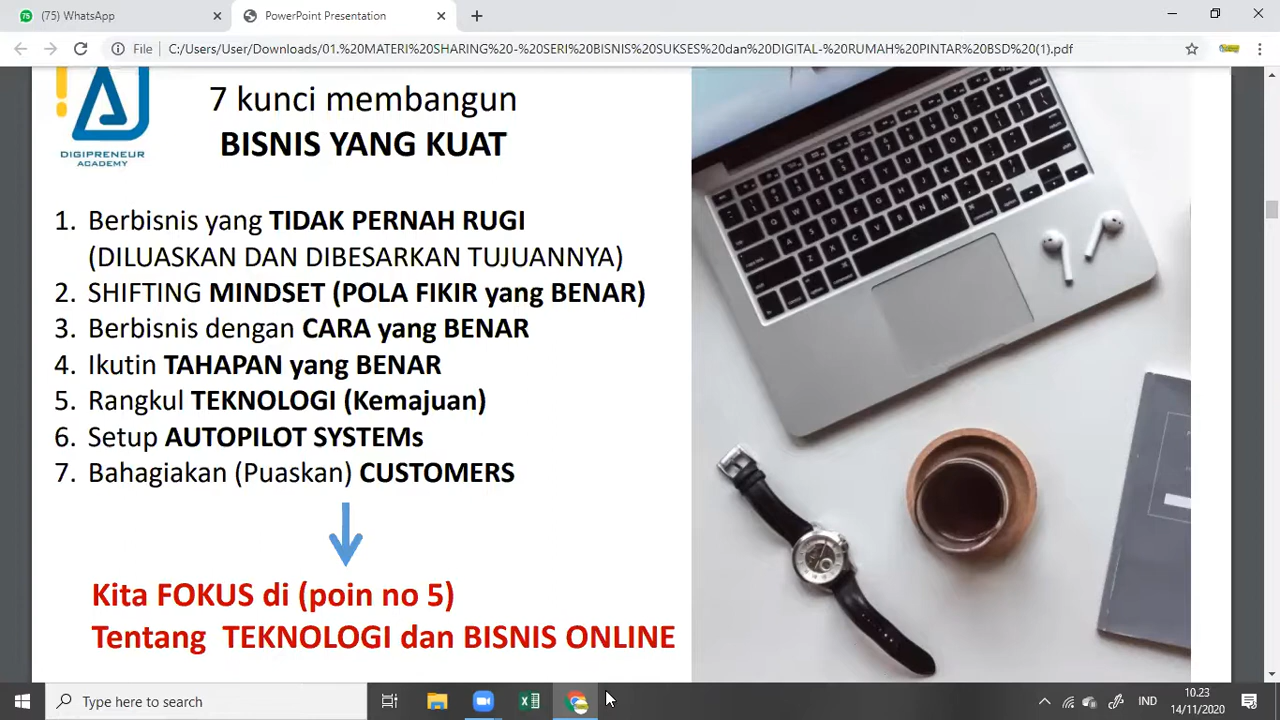 (75) WhatsApp
PowerPoint Presentation
File
C:/Users/User/Downloads/01.%20MATERI%20SHARING%20-%20SERI%20BISNIS%20SUKSES%20dan%20DIGITAL-%20RUMAH%20PINTAR%20BSD%20(1).pdf
DIGIPRENEUR
ACADEMY
7 kunci membangun
BISNIS YANG KUAT
1. Berbisnis yang TIDAK PERNAH RUGI
(DILUASKAN DAN DIBESARKAN TUJUANNYA)
2. SHIFTING MINDSET (POLA FIKIR yang BENAR)
3. Berbisnis dengan CARA yang BENAR
4. Ikutin TAHAPAN yang BENAR
5. Rangkul TEKNOLOGI (Kemajuan)
6. Setup AUTOPILOT SYSTEMs
7. Bahagiakan (Puaskan) CUSTOMERS
Kita FOKUS di (poin no 5)
Tentang TEKNOLOGI dan BISNIS ONLINE
Type here to search
IND
10.23
14/11/2020